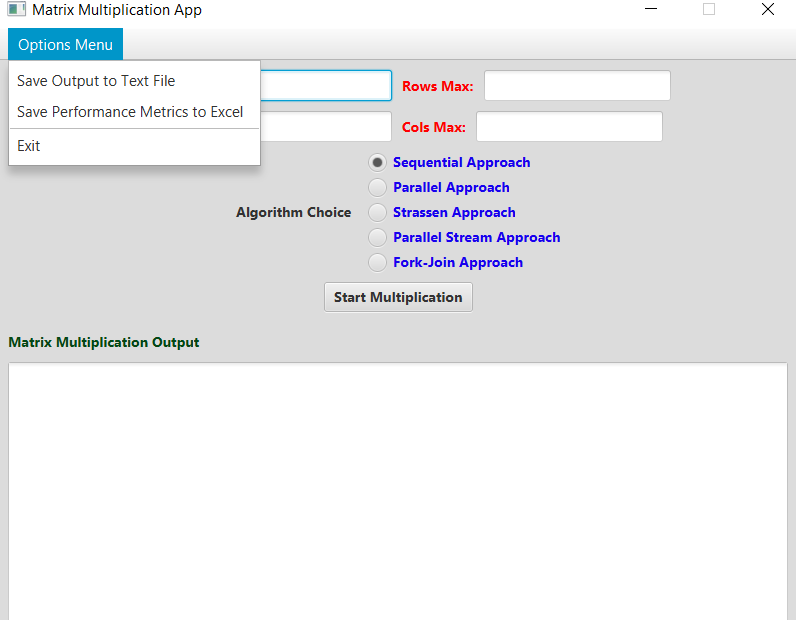 Matrix Multiplication App
Options Menu
Save Output to Text File
Save Performance Metrics to Excel
Exit
Rows Max:
Cols Max:
Sequential Approach
Parallel Approach
Algorithm Choice
Strassen Approach
Parallel Stream Approach
Fork-Join Approach
Start Multiplication
Matrix Multiplication Output